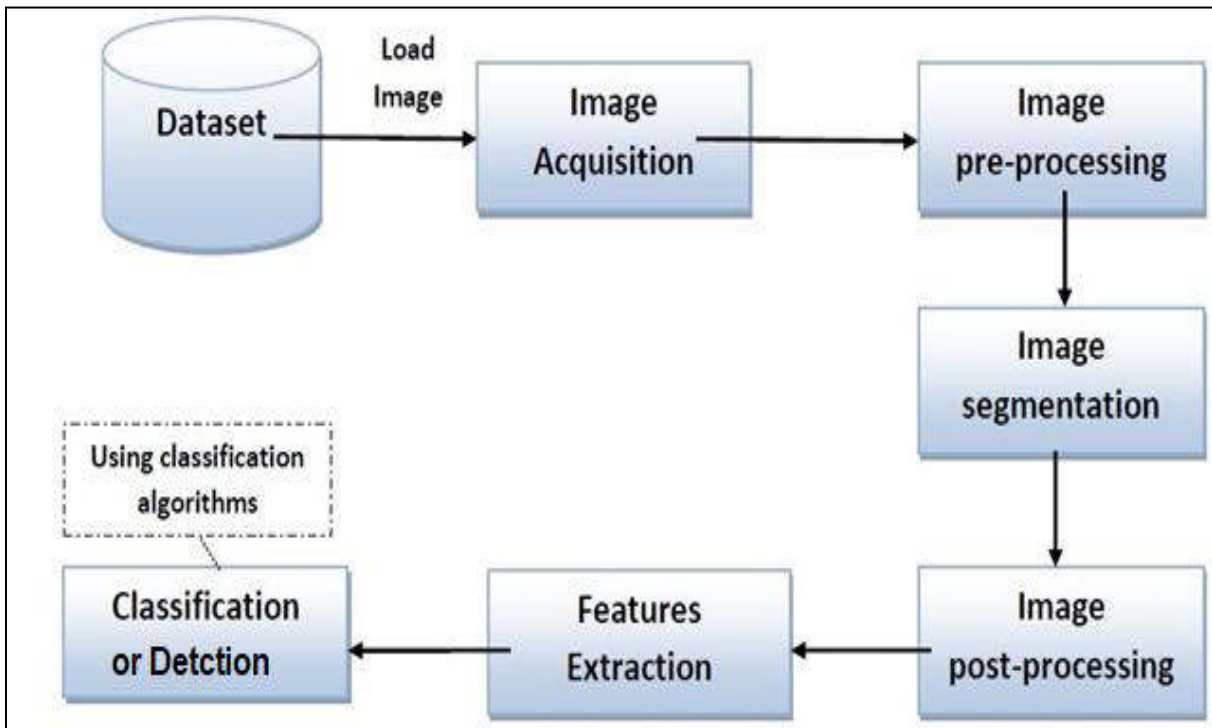 Dataset
Load
Image
Image
Acquisition
Image
pre-processing
Image
segmentation
Image
post-processing
Features
Extraction
Using classification
algorithms
Classification
or Detction